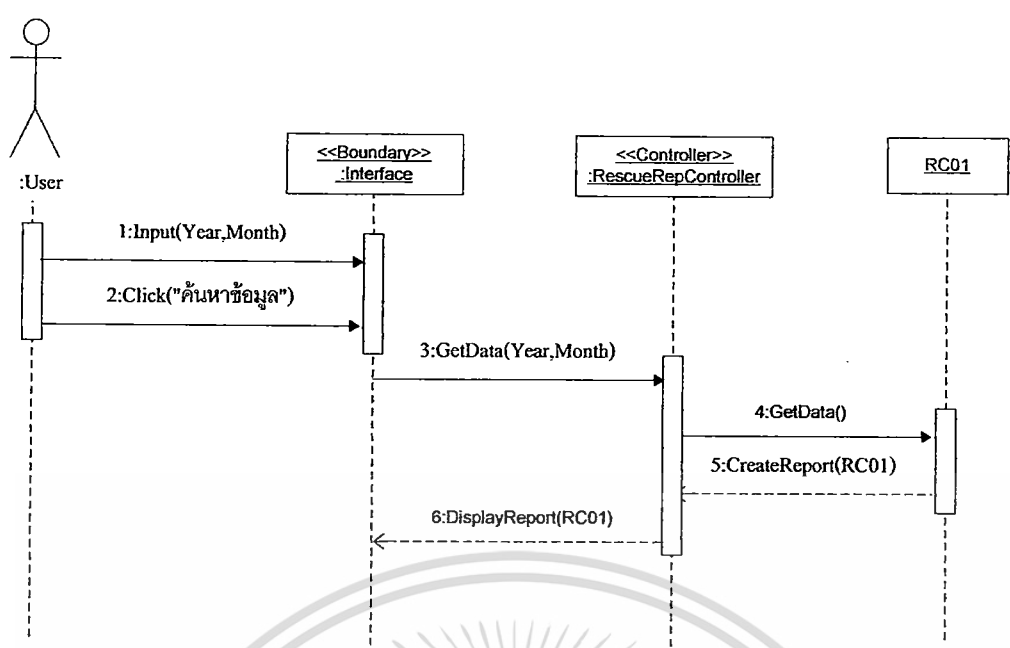 :User
<<Boundary>>
:Interface
<<Controller>>
:RescueRepController
RC01
1:Input(Year,Month)
2:Click("ค้นหาข้อมูล")
3:GetData(Year,Month)
4:GetData()
5:CreateReport(RC01)
6:DisplayReport(RC01)